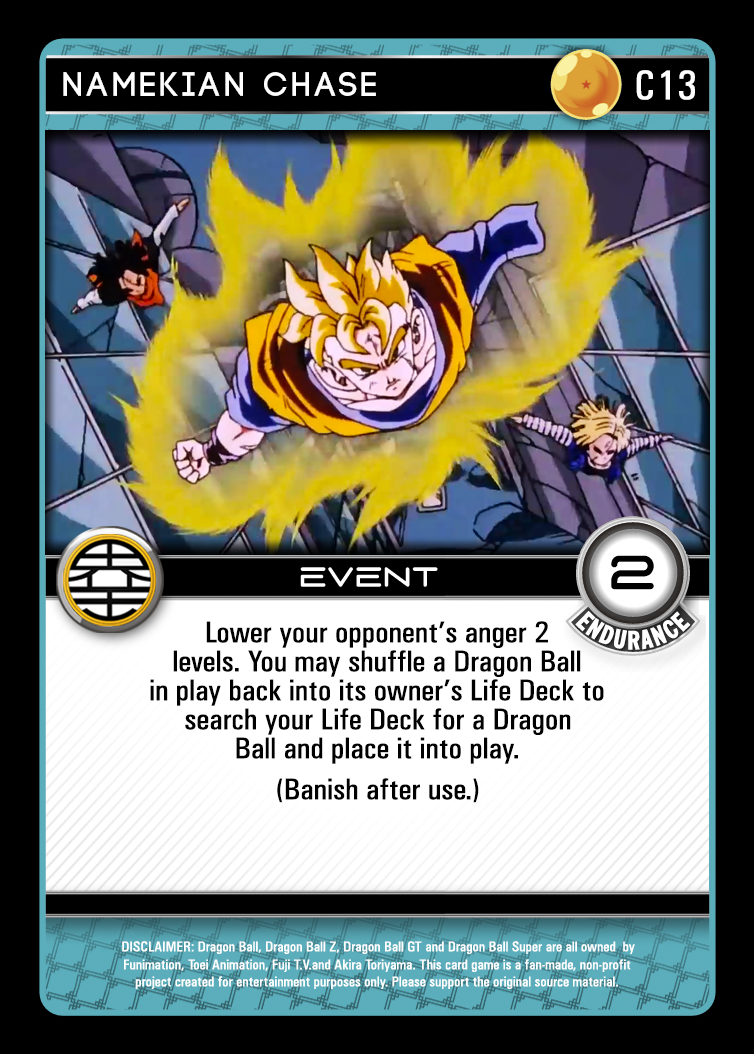 NAMEKIAN CHASE
C13
EVENT
2
ENDURANCE
Lower your opponent's anger 2
levels. You may shuffle a Dragon Ball
in play back into its owner's Life Deck to
search your Life Deck for a Dragon
Ball and place it into play.
(Banish after use.)
DISCLAIMER: Dragon Ball, Dragon Ball Z, Dragon Ball GT and Dragon Ball Super are all owned by
Funimation, Toei Animation, Fuji T.V.and Akira Toriyama. This card game is a fan-made, non-profit
project created for entertainment purposes only. Please support the original source material.